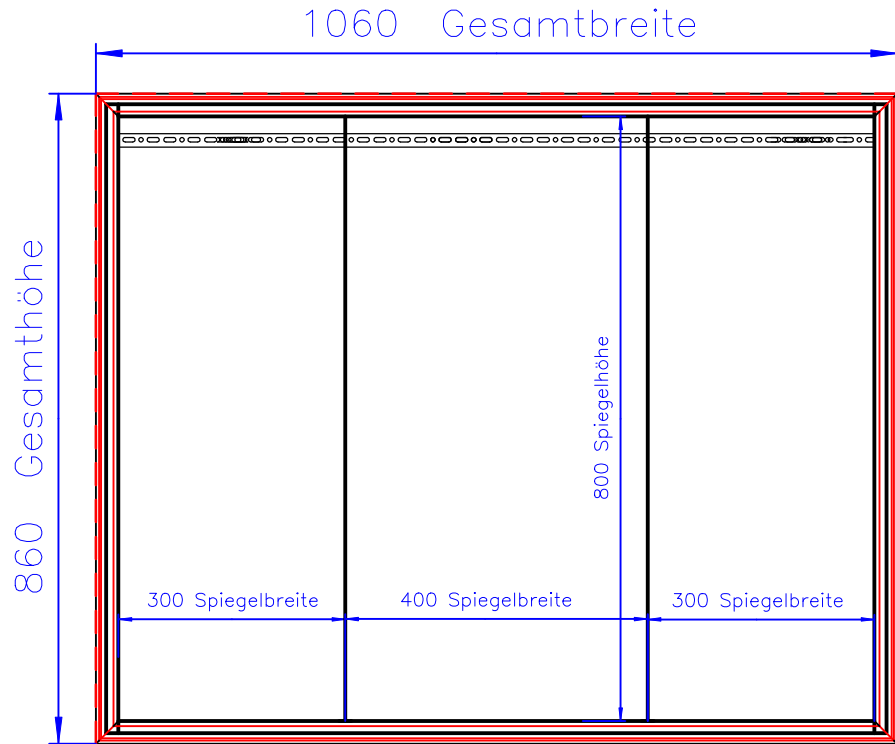 1060 Gesamtbreite
860 Gesamthöhe
800 Spiegelhöhe
300 Spiegelbreite
400 Spiegelbreite
300 Spiegelbreite